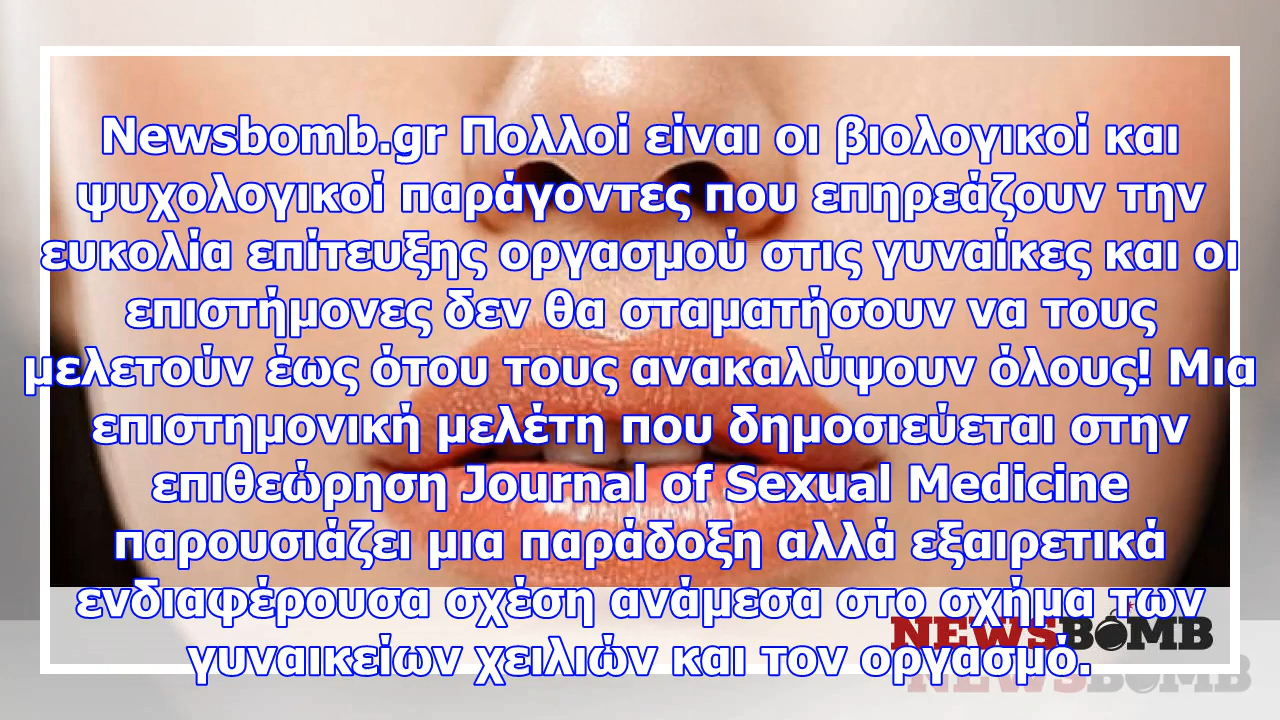 Newsbomb.gr Πολλοί είναι οι βιολογικοί και
ψυχολογικοί παράγοντες που επηρεάζουν την
ευκολία επίτευξης οργασμού στις γυναίκες και οι
επιστήμονες δεν θα σταματήσουν να τους
μελετούν έως ότου τους ανακαλύψουν όλους! Μια
επιστημονική μελέτη που δημοσιεύεται στην
επιθεώρηση Journal of Sexual Medicine
παρουσιάζει μια παράδοξη αλλά εξαιρετικά
ενδιαφέρουσα σχέση ανάμεσα στο σχήμα των
γυναικείων χειλιών και τον οργασμό.
NEWSBOMB
NEWSBOMB